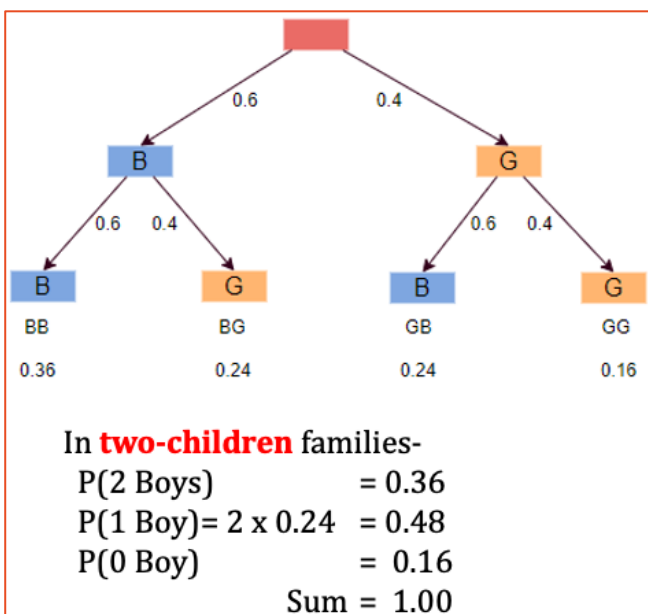 0.6 0.4
B G
0.6 0.4 0.6 0.4
B G B G
BB BG GB GG
0.36 0.24 0.24 0.16
In two-children families-
P(2 Boys) = 0.36
P(1 Boy)= 2 x 0.24 = 0.48
P(0 Boy) = 0.16
Sum = 1.00